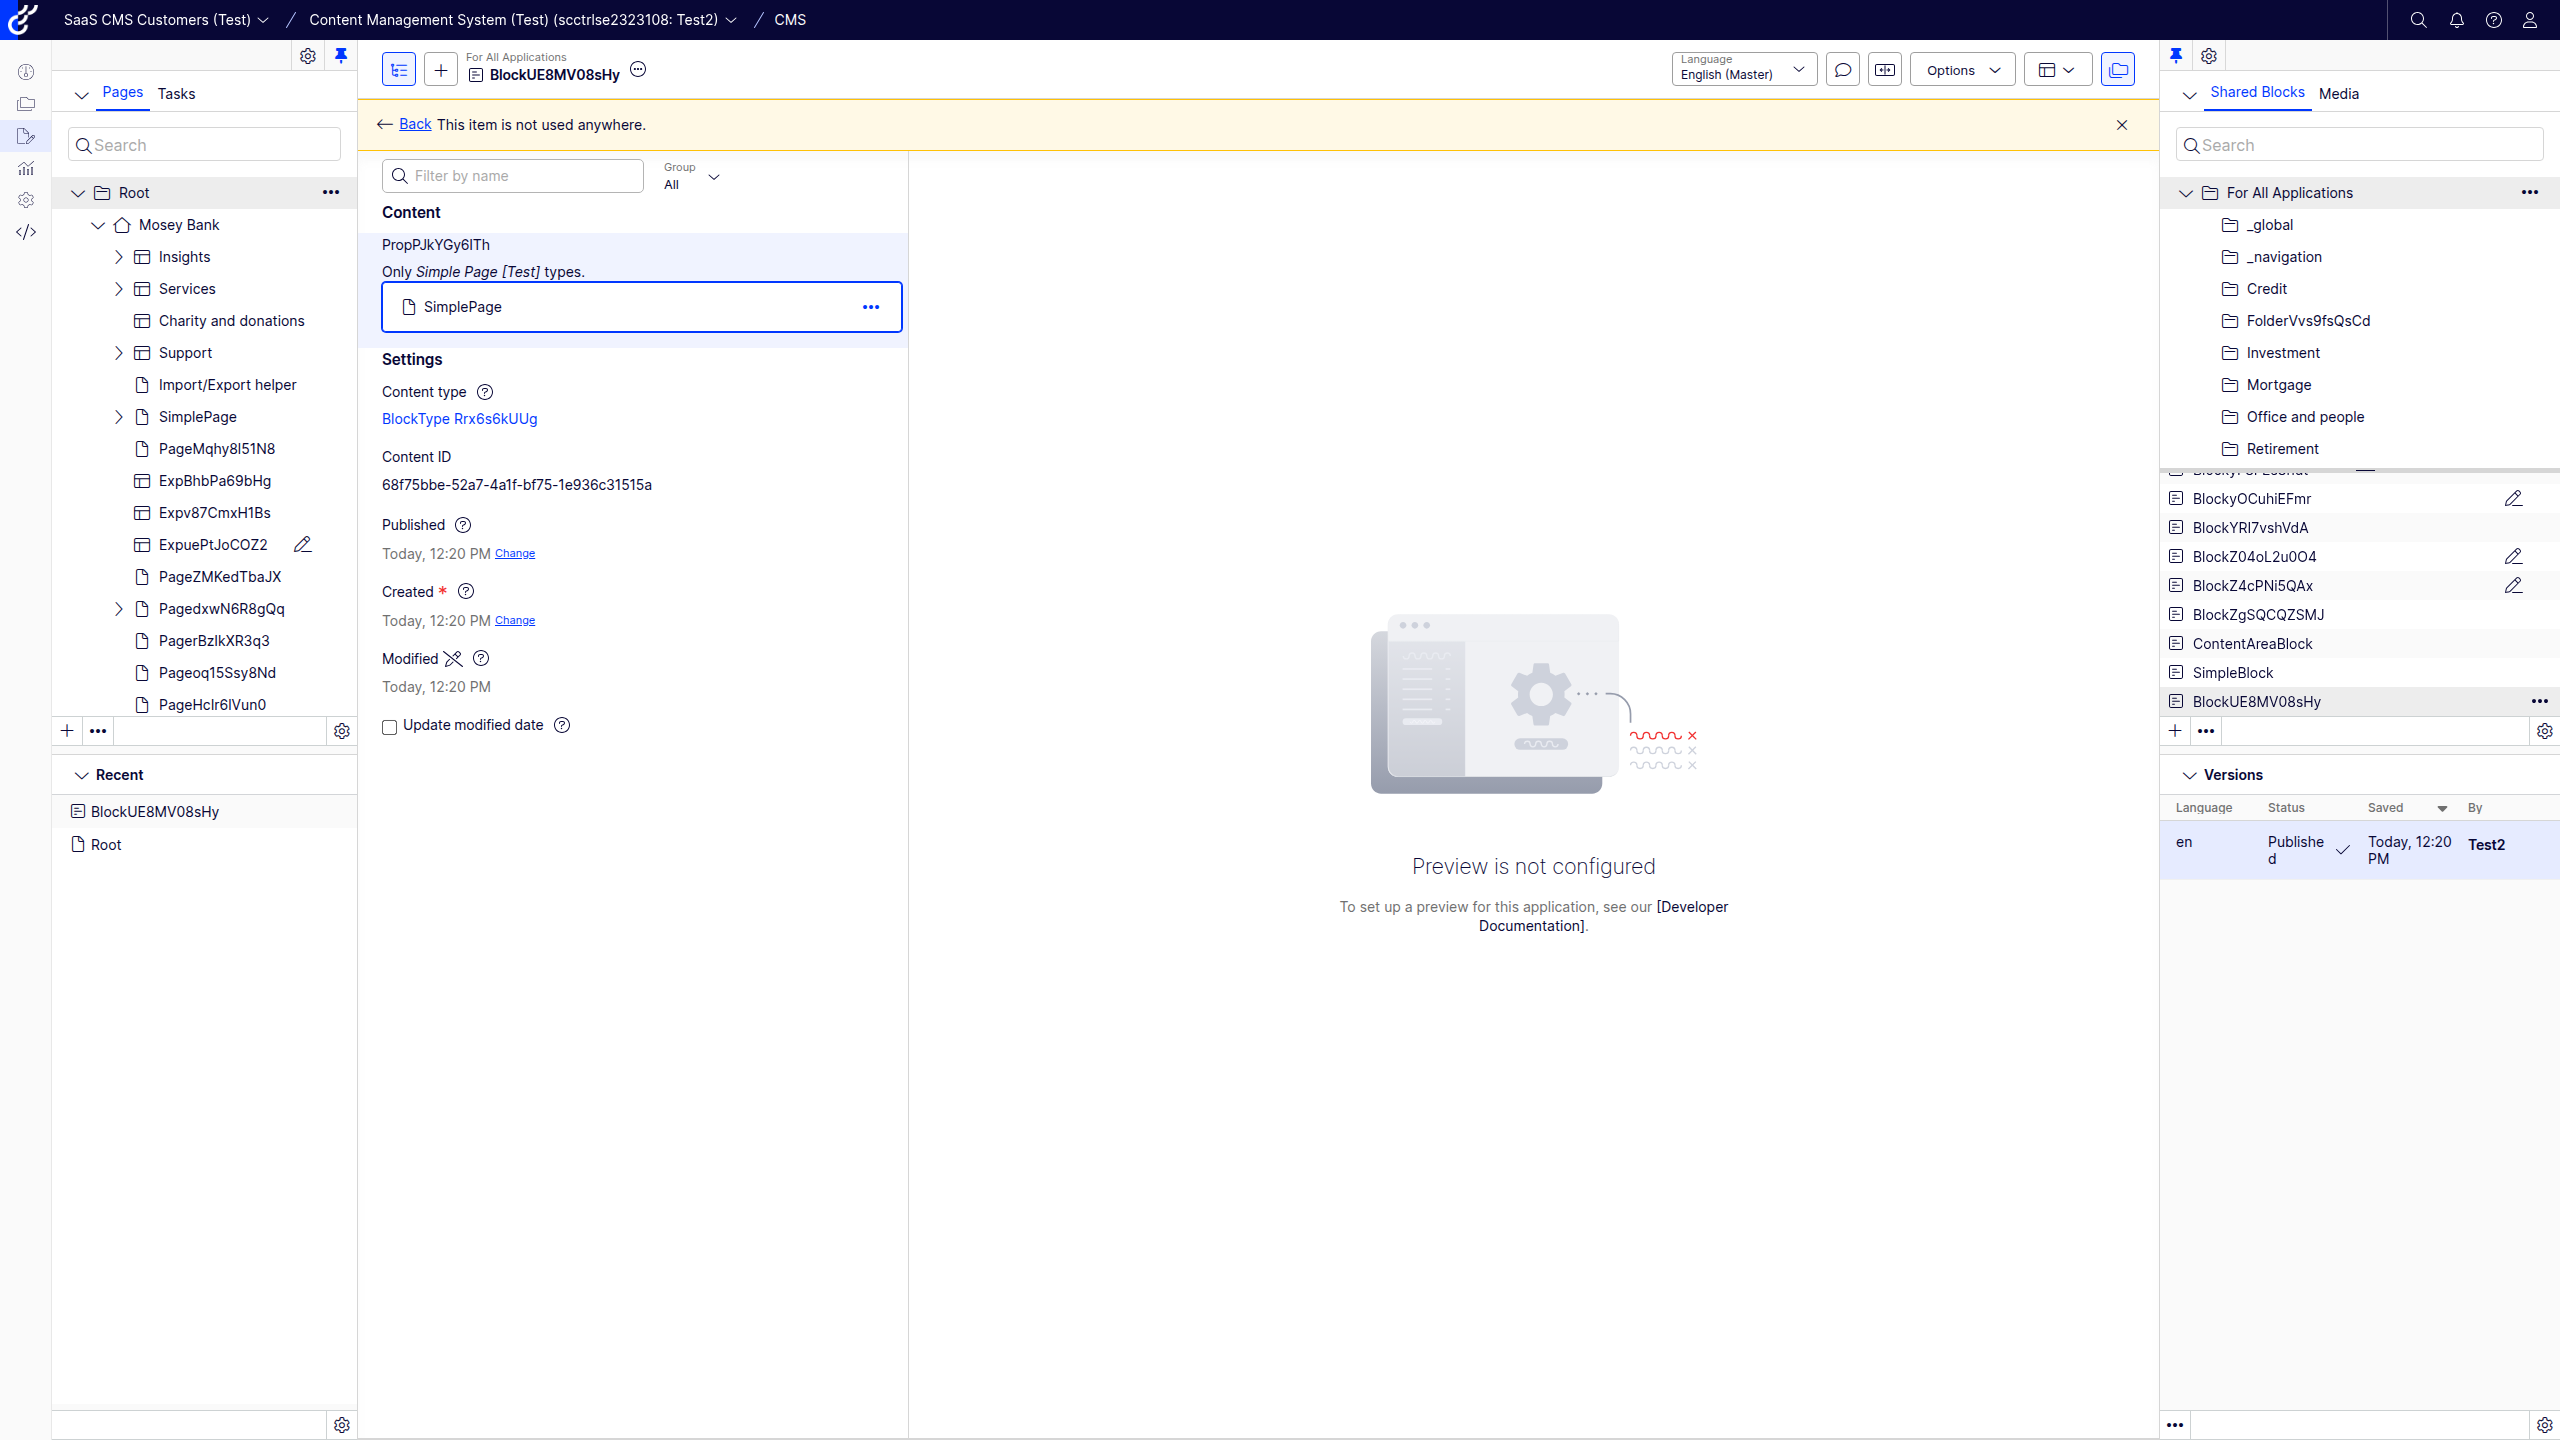 SaaS CMS Customers (Test) / Content Management System (Test) (scctrlse2323108: Test2) / CMS
Pages Tasks
Search
Root
Mosey Bank
Insights
Services
Charity and donations
Support
Import/Export helper
SimplePage
PageMqhy8I51N8
ExpBhbPa69bHg
Expv87CmxH1Bs
ExpuePtJoCOZ2
PageZMKedTbaJX
PagedxwN6R8gQq
PagerBzlkXR3q3
Pageoq15Ssy8Nd
PageHclr6lVun0
Recent
BlockUE8MV08sHy
Root
For All Applications
BlockUE8MV08sHy
Language
English (Master)
Options
Back This item is not used anywhere.
Filter by name
Group
All
Content
PropPJkYGy6ITh
Only Simple Page [Test] types.
SimplePage
Settings
Content type
BlockType Rrx6s6kUUg
Content ID
68f75bbe-52a7-4a1f-bf75-1e936c31515a
Published
Today, 12:20 PM Change
Created *
Today, 12:20 PM Change
Modified
Today, 12:20 PM
Update modified date
Preview is not configured
To set up a preview for this application, see our [Developer
Documentation].
Shared Blocks Media
Search
For All Applications
_global
_navigation
Credit
FolderVvs9fsQsCd
Investment
Mortgage
Office and people
Retirement
BlockyOCuhiEFmr
BlockYRI7vshVdA
BlockZ04oL2u0O4
BlockZ4cPNi5QAx
BlockZgSQCQZSMJ
ContentAreaBlock
SimpleBlock
BlockUE8MV08sHy
Versions
Language Status Saved By
en Publishe Today, 12:20 Test2
d PM